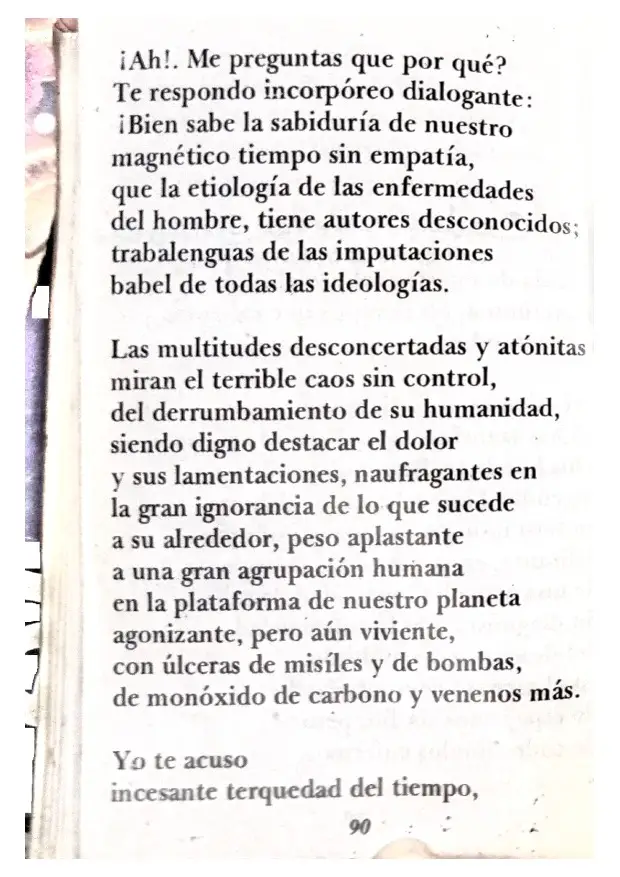 ¡Ah!. Me preguntas que por qué?
Te respondo incorpóreo dialogante:
¡Bien sabe la sabiduría de nuestro
magnético tiempo sin empatía,
que la etiología de las enfermedades
del hombre, tiene autores desconocidos;
trabalenguas de las imputaciones
babel de todas las ideologías.

Las multitudes desconcertadas y atónitas
miran el terrible caos sin control,
del derrumbamiento de su humanidad,
siendo digno destacar el dolor
y sus lamentaciones, naufragantes en
la gran ignorancia de lo que sucede
a su alrededor, peso aplastante
a una gran agrupación humana
en la plataforma de nuestro planeta
agonizante, pero aún viviente,
con úlceras de misíles y de bombas,
de monóxido de carbono y venenos más.

Yo te acuso
incesante terquedad del tiempo,
90